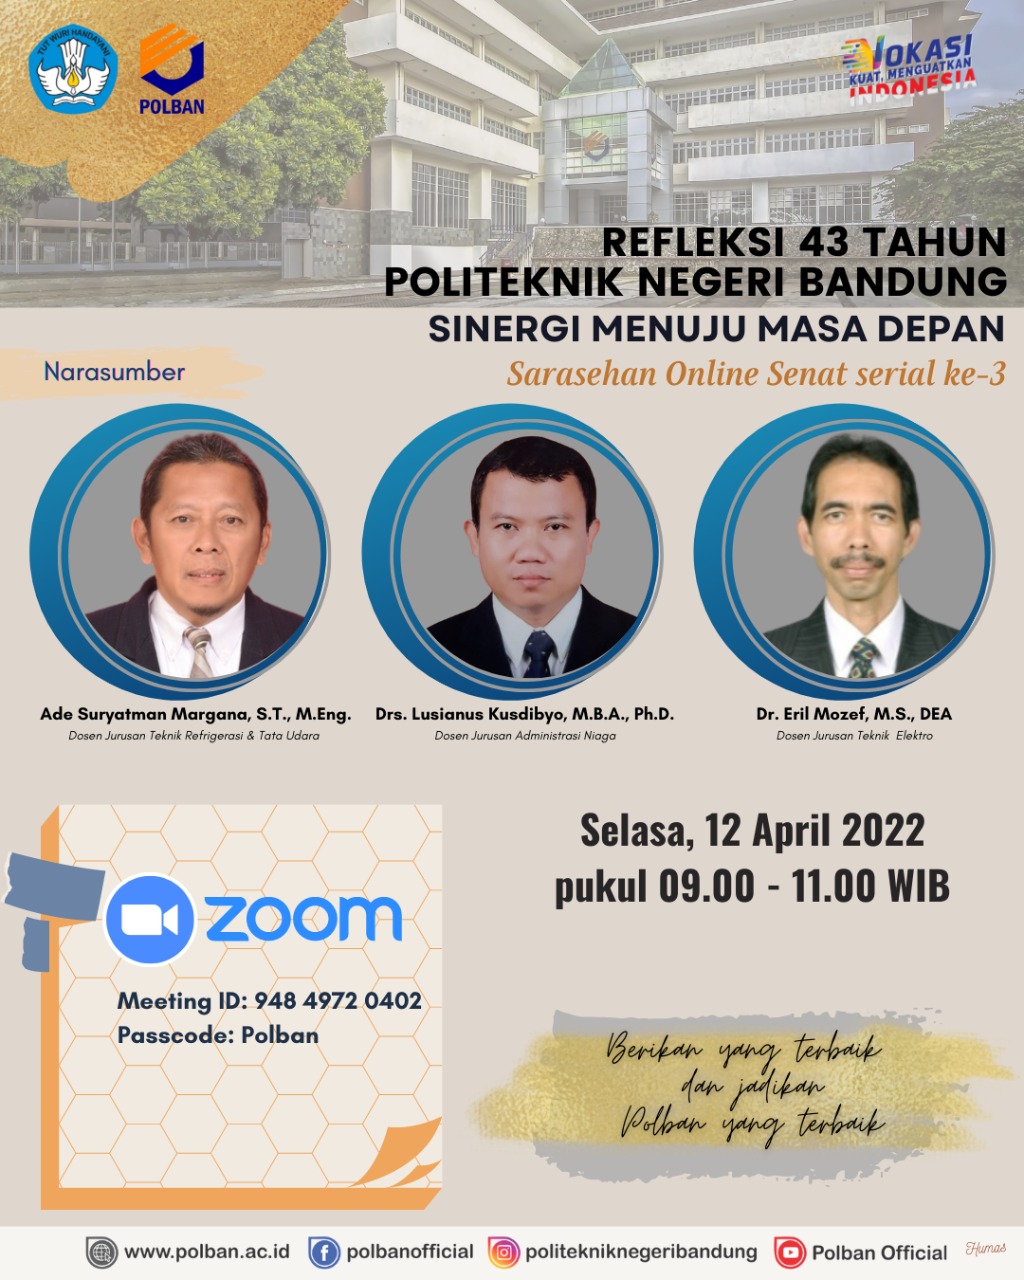 TUT WURI HANDAYANI
POLBAN
VOKASI
KUAT, MENGUATKAN
INDONESIA
REFLEKSI 43 TAHUN
POLITEKNIK NEGERI BANDUNG
SINERGI MENUJU MASA DEPAN
Sarasehan Online Senat serial ke-3
Narasumber
Ade Suryatman Margana, S.T., M.Eng.
Dosen Jurusan Teknik Refrigerasi & Tata Udara
Drs. Lusianus Kusdibyo, M.B.A., Ph.D.
Dosen Jurusan Administrasi Niaga
Dr. Eril Mozef, M.S., DEA
Dosen Jurusan Teknik Elektro
Selasa, 12 April 2022
pukul 09.00 - 11.00 WIB
zoom
Meeting ID: 948 4972 0402
Passcode: Polban
Berikan yang terbaik
dan jadikan
Polban yang terbaik
www.polban.ac.id
polbanofficial
politekniknegeribandung
Polban Official
Humas